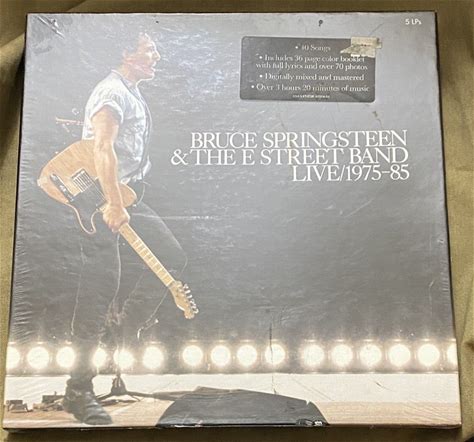 5 LPs
• 40 Songs
• Includes 36 page color booklet
with full lyrics and over 70 photos
• Digitally mixed and mastered
• Over 3 hours 20 minutes of music
BRUCE SPRINGSTEEN
& THE E STREET BAND
LIVE/1975–85